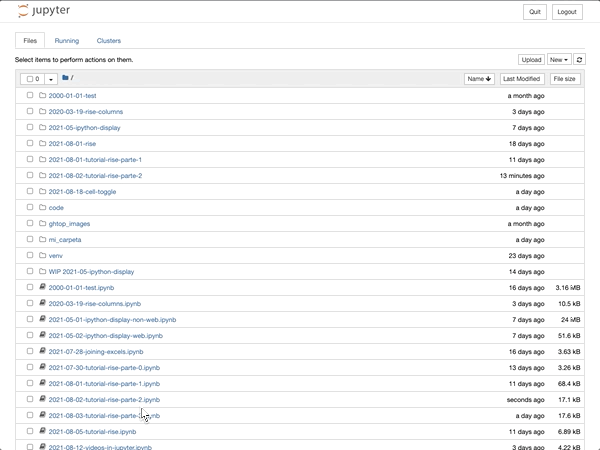 jupyter
Quit Logout
Files Running Clusters
Select items to perform actions on them.
Upload New
0 / Name Last Modified File size
2000-01-01-test a month ago
2020-03-19-rise-columns 3 days ago
2021-05-ipython-display 7 days ago
2021-08-01-rise 18 days ago
2021-08-01-tutorial-rise-parte-1 11 days ago
2021-08-02-tutorial-rise-parte-2 13 minutes ago
2021-08-18-cell-toggle a day ago
code a day ago
ghtop_images a month ago
mi_carpeta a day ago
venv 23 days ago
WIP 2021-05-ipython-display 14 days ago
2000-01-01-test.ipynb 16 days ago 3.16 MB
2020-03-19-rise-columns.ipynb 3 days ago 10.5 kB
2021-05-01-ipython-display-non-web.ipynb 7 days ago 24 MB
2021-05-02-ipython-display-web.ipynb 7 days ago 51.6 kB
2021-07-28-joining-excels.ipynb 16 days ago 3.63 kB
2021-07-30-tutorial-rise-parte-0.ipynb 13 days ago 3.26 kB
2021-08-01-tutorial-rise-parte-1.ipynb 11 days ago 68.4 kB
2021-08-02-tutorial-rise-parte-2.ipynb seconds ago 17.1 kB
2021-08-03-tutorial-rise-parte- a day ago 17.6 kB
2021-08-05-tutorial-rise.ipynb 11 days ago 6.89 kB
2021-08-12-videos-in-jupyter.ipynb 3 days ago 4.22 kB